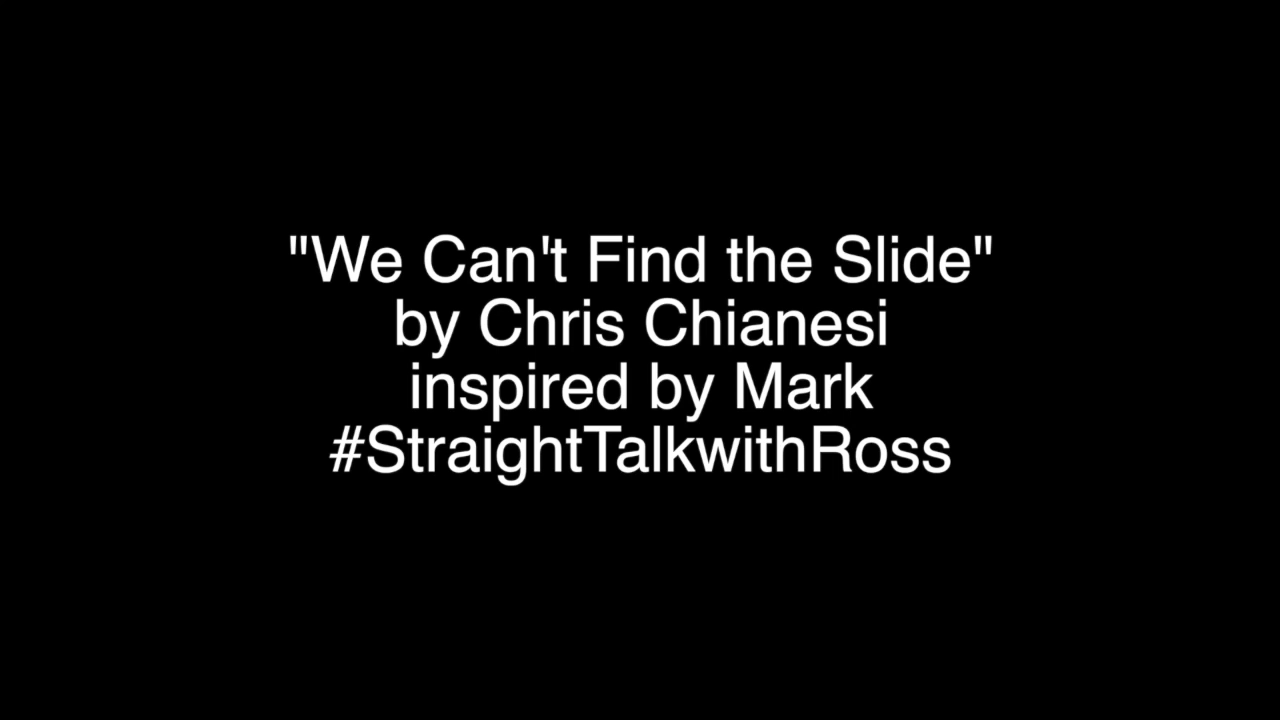 "We Can't Find the Slide"
by Chris Chianesi
inspired by Mark
#StraightTalkwithRoss